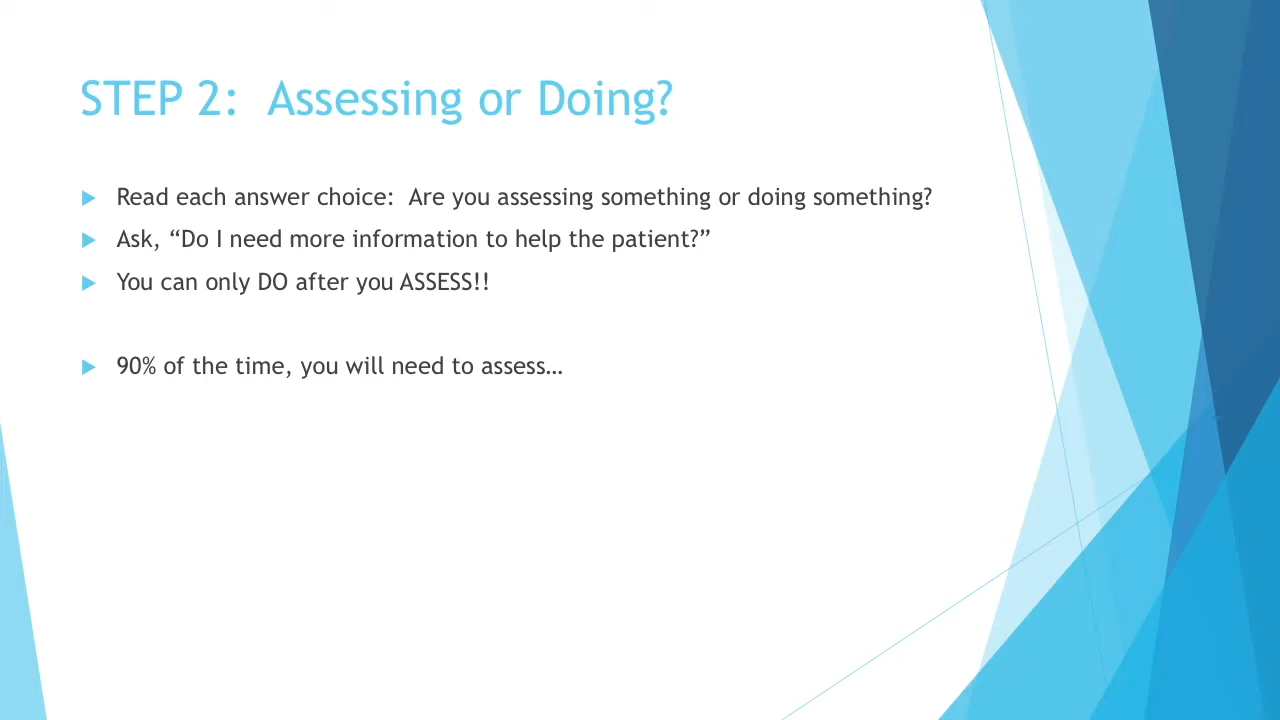 STEP 2:  Assessing or Doing?
Read each answer choice:  Are you assessing something or doing something?
Ask, “Do I need more information to help the patient?”
You can only DO after you ASSESS!!
90% of the time, you will need to assess…